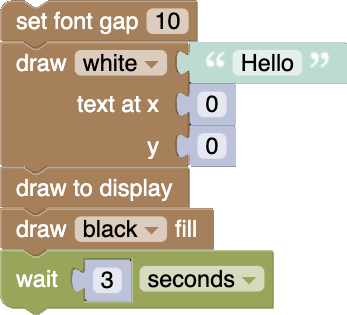 set font gap 10
draw white “ Hello ”
text at x 0
y 0
draw to display
draw black fill
wait 3 seconds